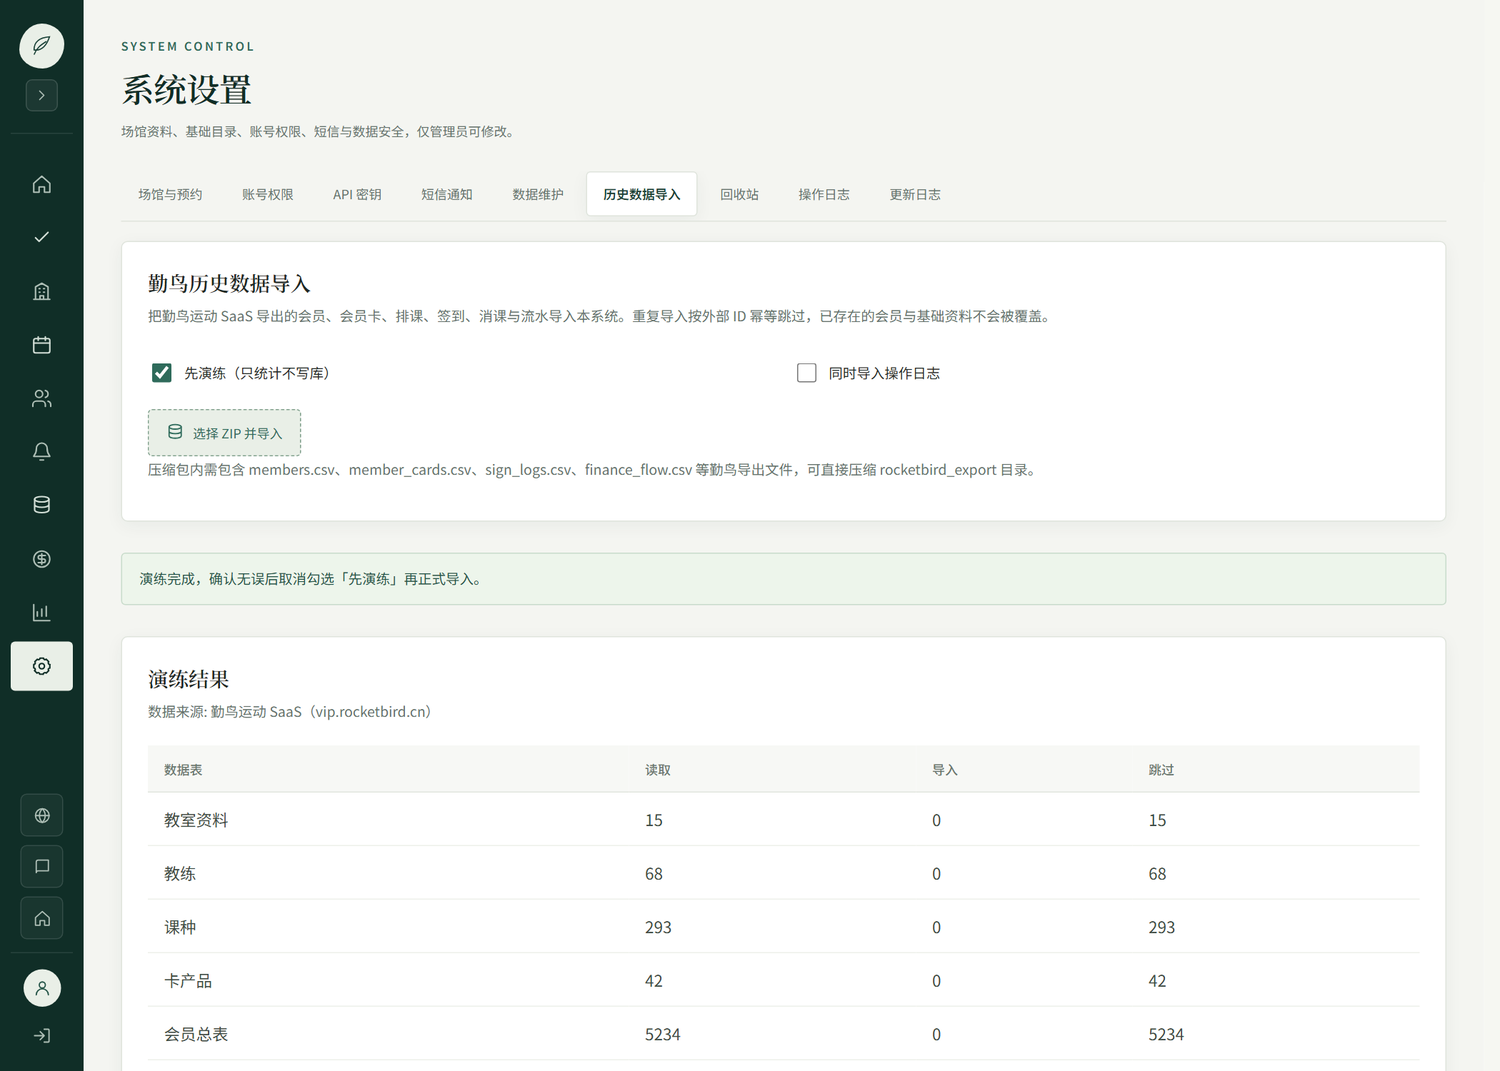 SYSTEM CONTROL
系统设置
场馆资料、基础目录、账号权限、短信与数据安全，仅管理员可修改。
场馆与预约 账号权限 API 密钥 短信通知 数据维护 历史数据导入 回收站 操作日志 更新日志
勤鸟历史数据导入
把勤鸟运动 SaaS 导出的会员、会员卡、排课、签到、消课与流水导入本系统。重复导入按外部 ID 幂等跳过，已存在的会员与基础资料不会被覆盖。
先演练（只统计不写库） 同时导入操作日志
选择 ZIP 并导入
压缩包内需包含 members.csv、member_cards.csv、sign_logs.csv、finance_flow.csv 等勤鸟导出文件，可直接压缩 rocketbird_export 目录。
演练完成，确认无误后取消勾选「先演练」再正式导入。
演练结果
数据来源: 勤鸟运动 SaaS（vip.rocketbird.cn）
数据表 读取 导入 跳过
教室资料 15 0 15
教练 68 0 68
课种 293 0 293
卡产品 42 0 42
会员总表 5234 0 5234